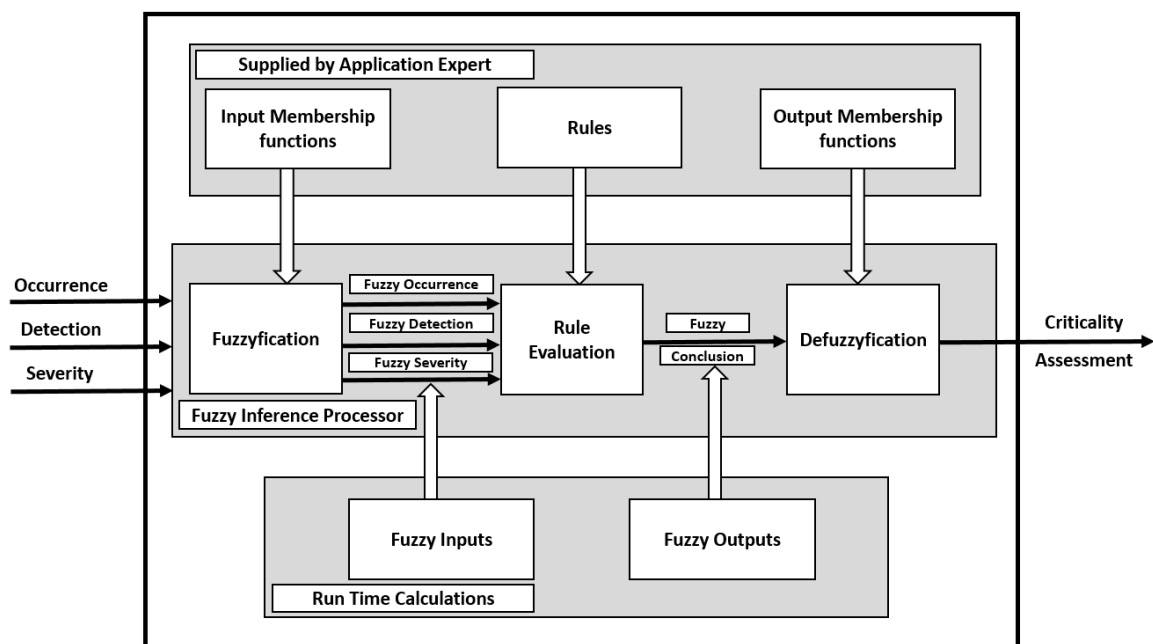 Supplied by Application Expert
Input Membership
functions
Rules
Output Membership
functions
Occurrence
Detection
Severity
Fuzzyfication
Fuzzy Occurrence
Fuzzy Detection
Fuzzy Severity
Rule
Evaluation
Fuzzy
Conclusion
Defuzzyfication
Criticality
Assessment
Fuzzy Inference Processor
Fuzzy Inputs
Fuzzy Outputs
Run Time Calculations